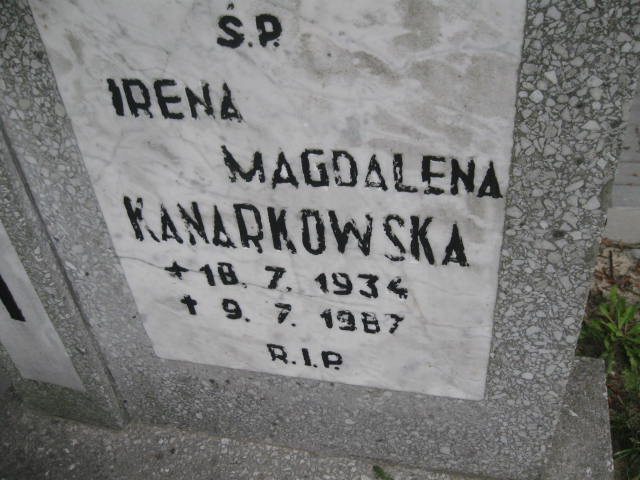 Ś.P.
IRENA
MAGDALENA
KANARKOWSKA
+ 18. 7. 1934
+ 9. 7. 1987
R.I.P.